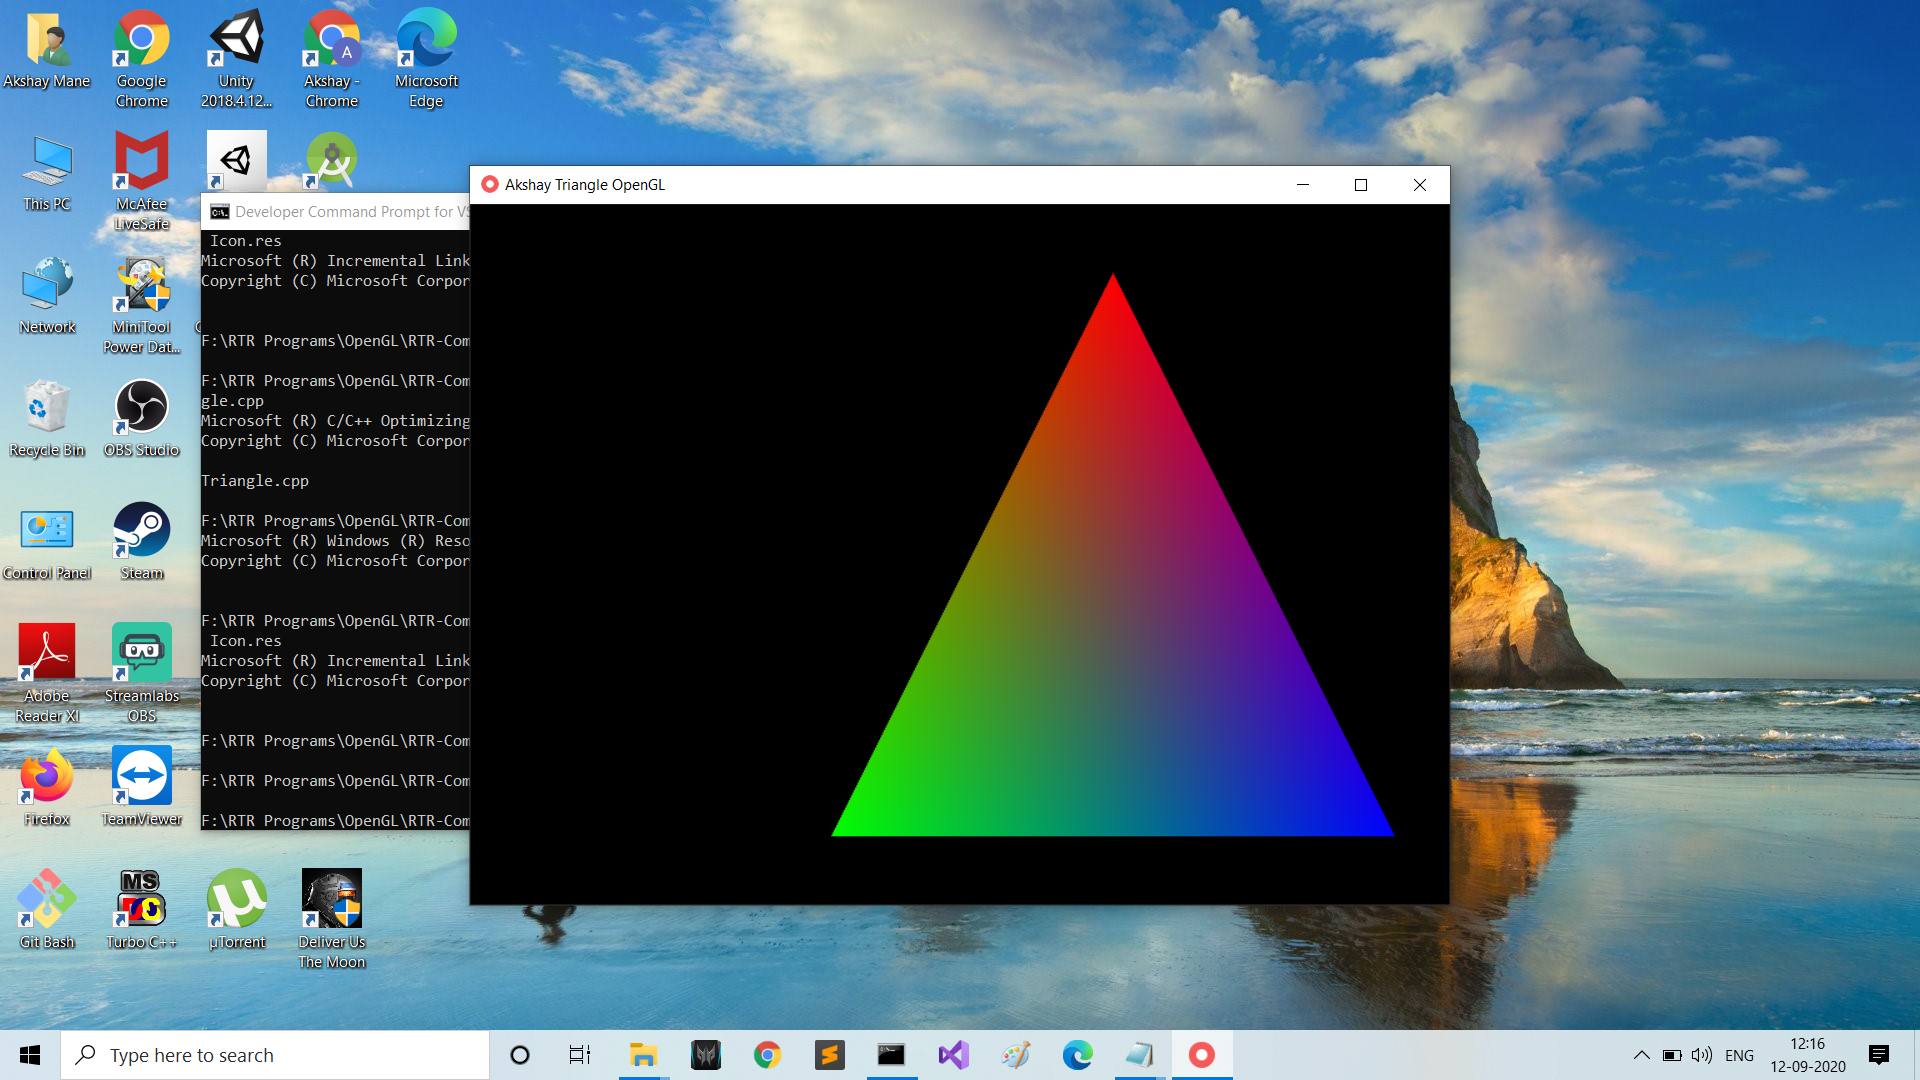 Akshay Mane
Google
Chrome
Unity
2018.4.12...
Akshay -
Chrome
A
Microsoft
Edge
This PC
McAfee
LiveSafe
Network
MiniTool
Power Dat...
Recycle Bin
OBS Studio
Control Panel
Steam
Adobe
Reader XI
Streamlabs
OBS
Firefox
TeamViewer
Git Bash
MS
Turbo C++
µTorrent
Deliver Us
The Moon
Developer Command Prompt for VS
Icon.res
Microsoft (R) Incremental Link
Copyright (C) Microsoft Corpor
F:\RTR Programs\OpenGL\RTR-Com
F:\RTR Programs\OpenGL\RTR-Com
gle.cpp
Microsoft (R) C/C++ Optimizing
Copyright (C) Microsoft Corpor
Triangle.cpp
F:\RTR Programs\OpenGL\RTR-Com
Microsoft (R) Windows (R) Reso
Copyright (C) Microsoft Corpor
F:\RTR Programs\OpenGL\RTR-Com
Icon.res
Microsoft (R) Incremental Link
Copyright (C) Microsoft Corpor
F:\RTR Programs\OpenGL\RTR-Com
F:\RTR Programs\OpenGL\RTR-Com
F:\RTR Programs\OpenGL\RTR-Com
Akshay Triangle OpenGL
Type here to search
ENG
12:16
12-09-2020